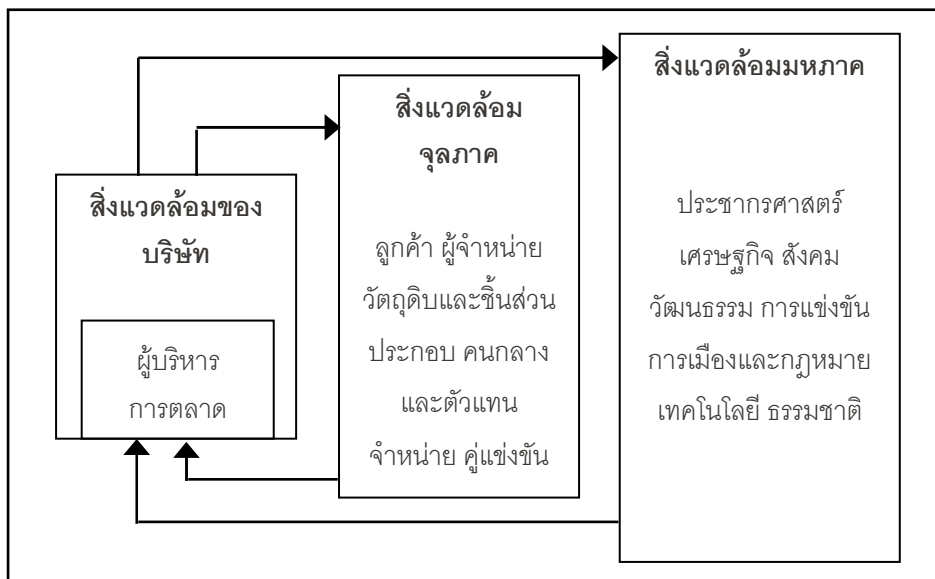 สิ่งแวดล้อมของ
บริษัท
ผู้บริหาร
การตลาด
สิ่งแวดล้อม
จุลภาค
ลูกค้า ผู้จำหน่าย
วัตถุดิบและชิ้นส่วน
ประกอบ คนกลาง
และตัวแทน
จำหน่าย คู่แข่งขัน
สิ่งแวดล้อมมหภาค
ประชากรศาสตร์
เศรษฐกิจ สังคม
วัฒนธรรม การแข่งขัน
การเมืองและกฎหมาย
เทคโนโลยี ธรรมชาติ